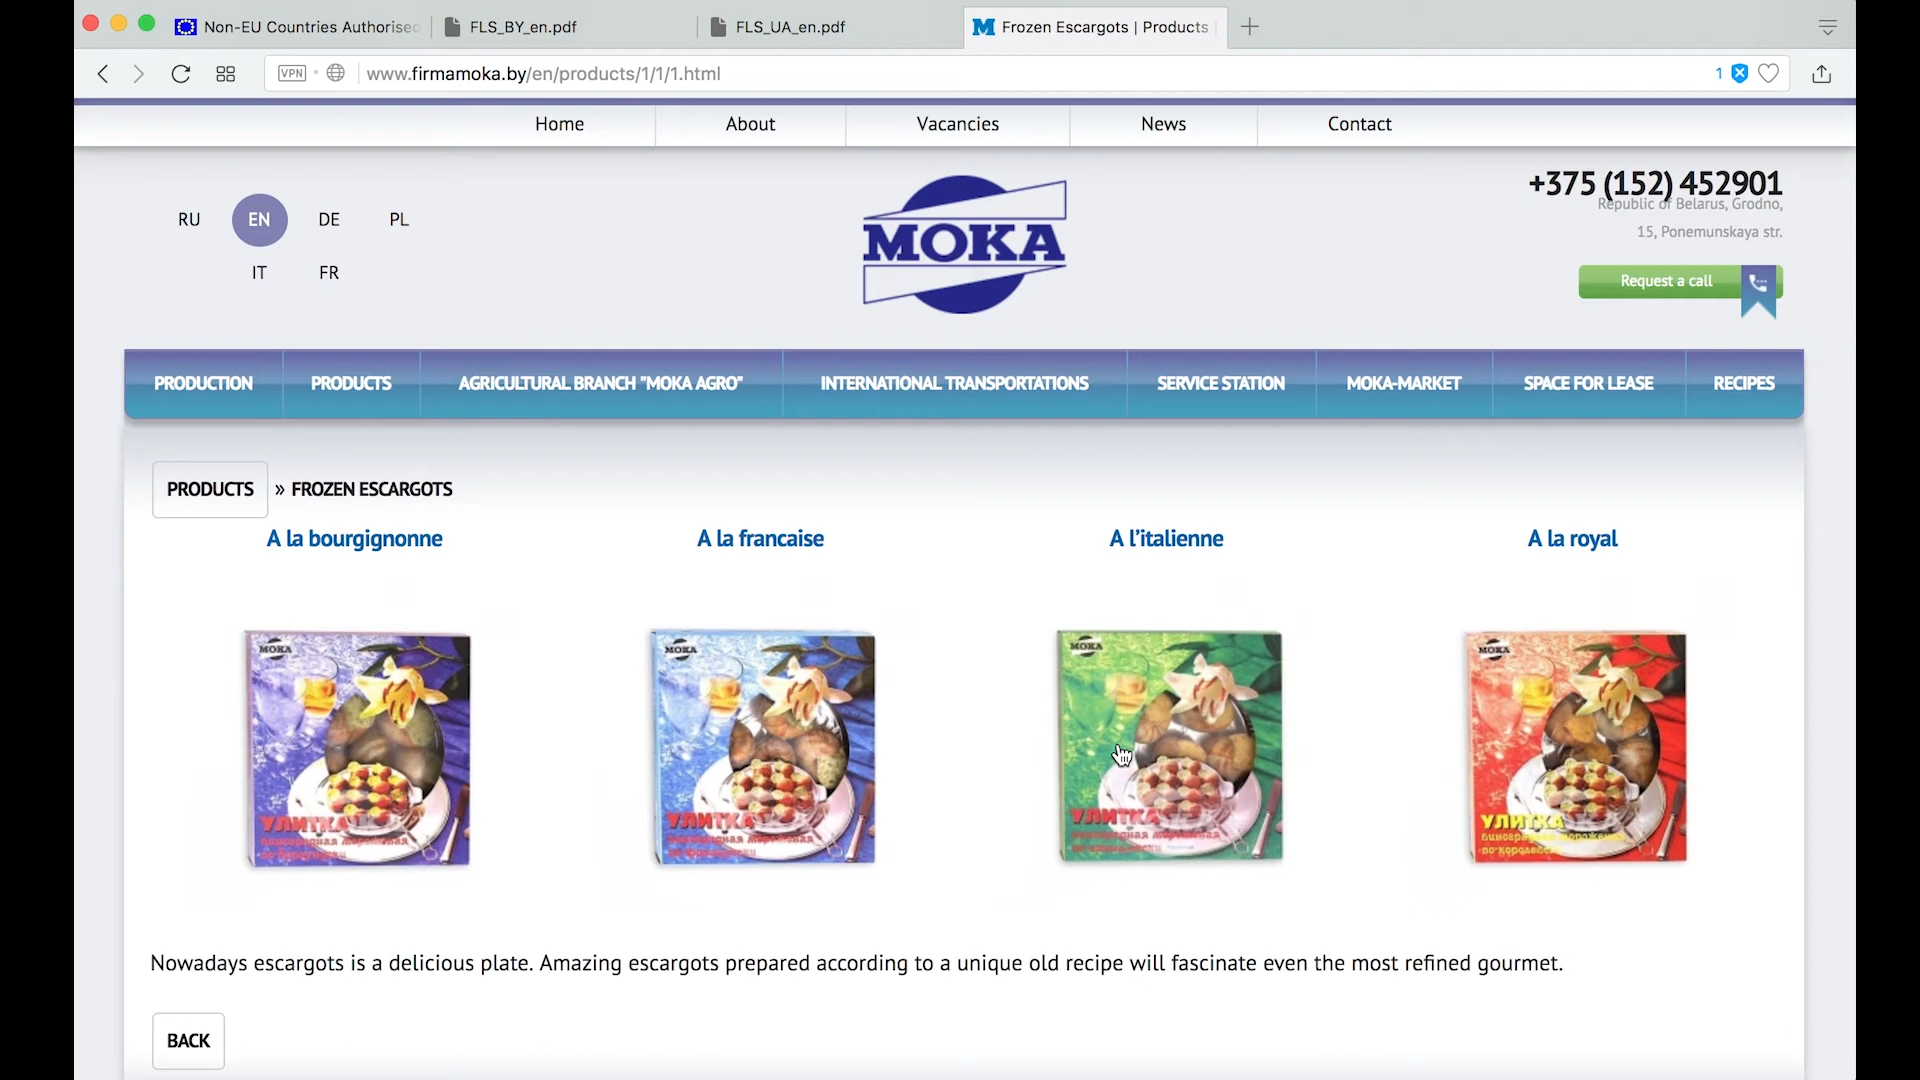 Non-EU Countries Authorised
FLS_BY_en.pdf
FLS_UA_en.pdf
Frozen Escargots | Products
VPN
www.firmamoka.by/en/products/1/1/1.html
1
Home
About
Vacancies
News
Contact
RU
EN
DE
PL
IT
FR
MOKA
+375 (152) 452901
Republic of Belarus, Grodno,
15, Ponemunskaya str.
Request a call
PRODUCTION
PRODUCTS
AGRICULTURAL BRANCH "MOKA AGRO"
INTERNATIONAL TRANSPORTATIONS
SERVICE STATION
MOKA-MARKET
SPACE FOR LEASE
RECIPES
PRODUCTS » FROZEN ESCARGOTS
A la bourgignonne
A la francaise
A l’italienne
A la royal
MOKA
УЛИТКА
MOKA
УЛИТКА
MOKA
УЛИТКА
MOKA
УЛИТКА
виноградная мороженая
по-королевски
Nowadays escargots is a delicious plate. Amazing escargots prepared according to a unique old recipe will fascinate even the most refined gourmet.
BACK